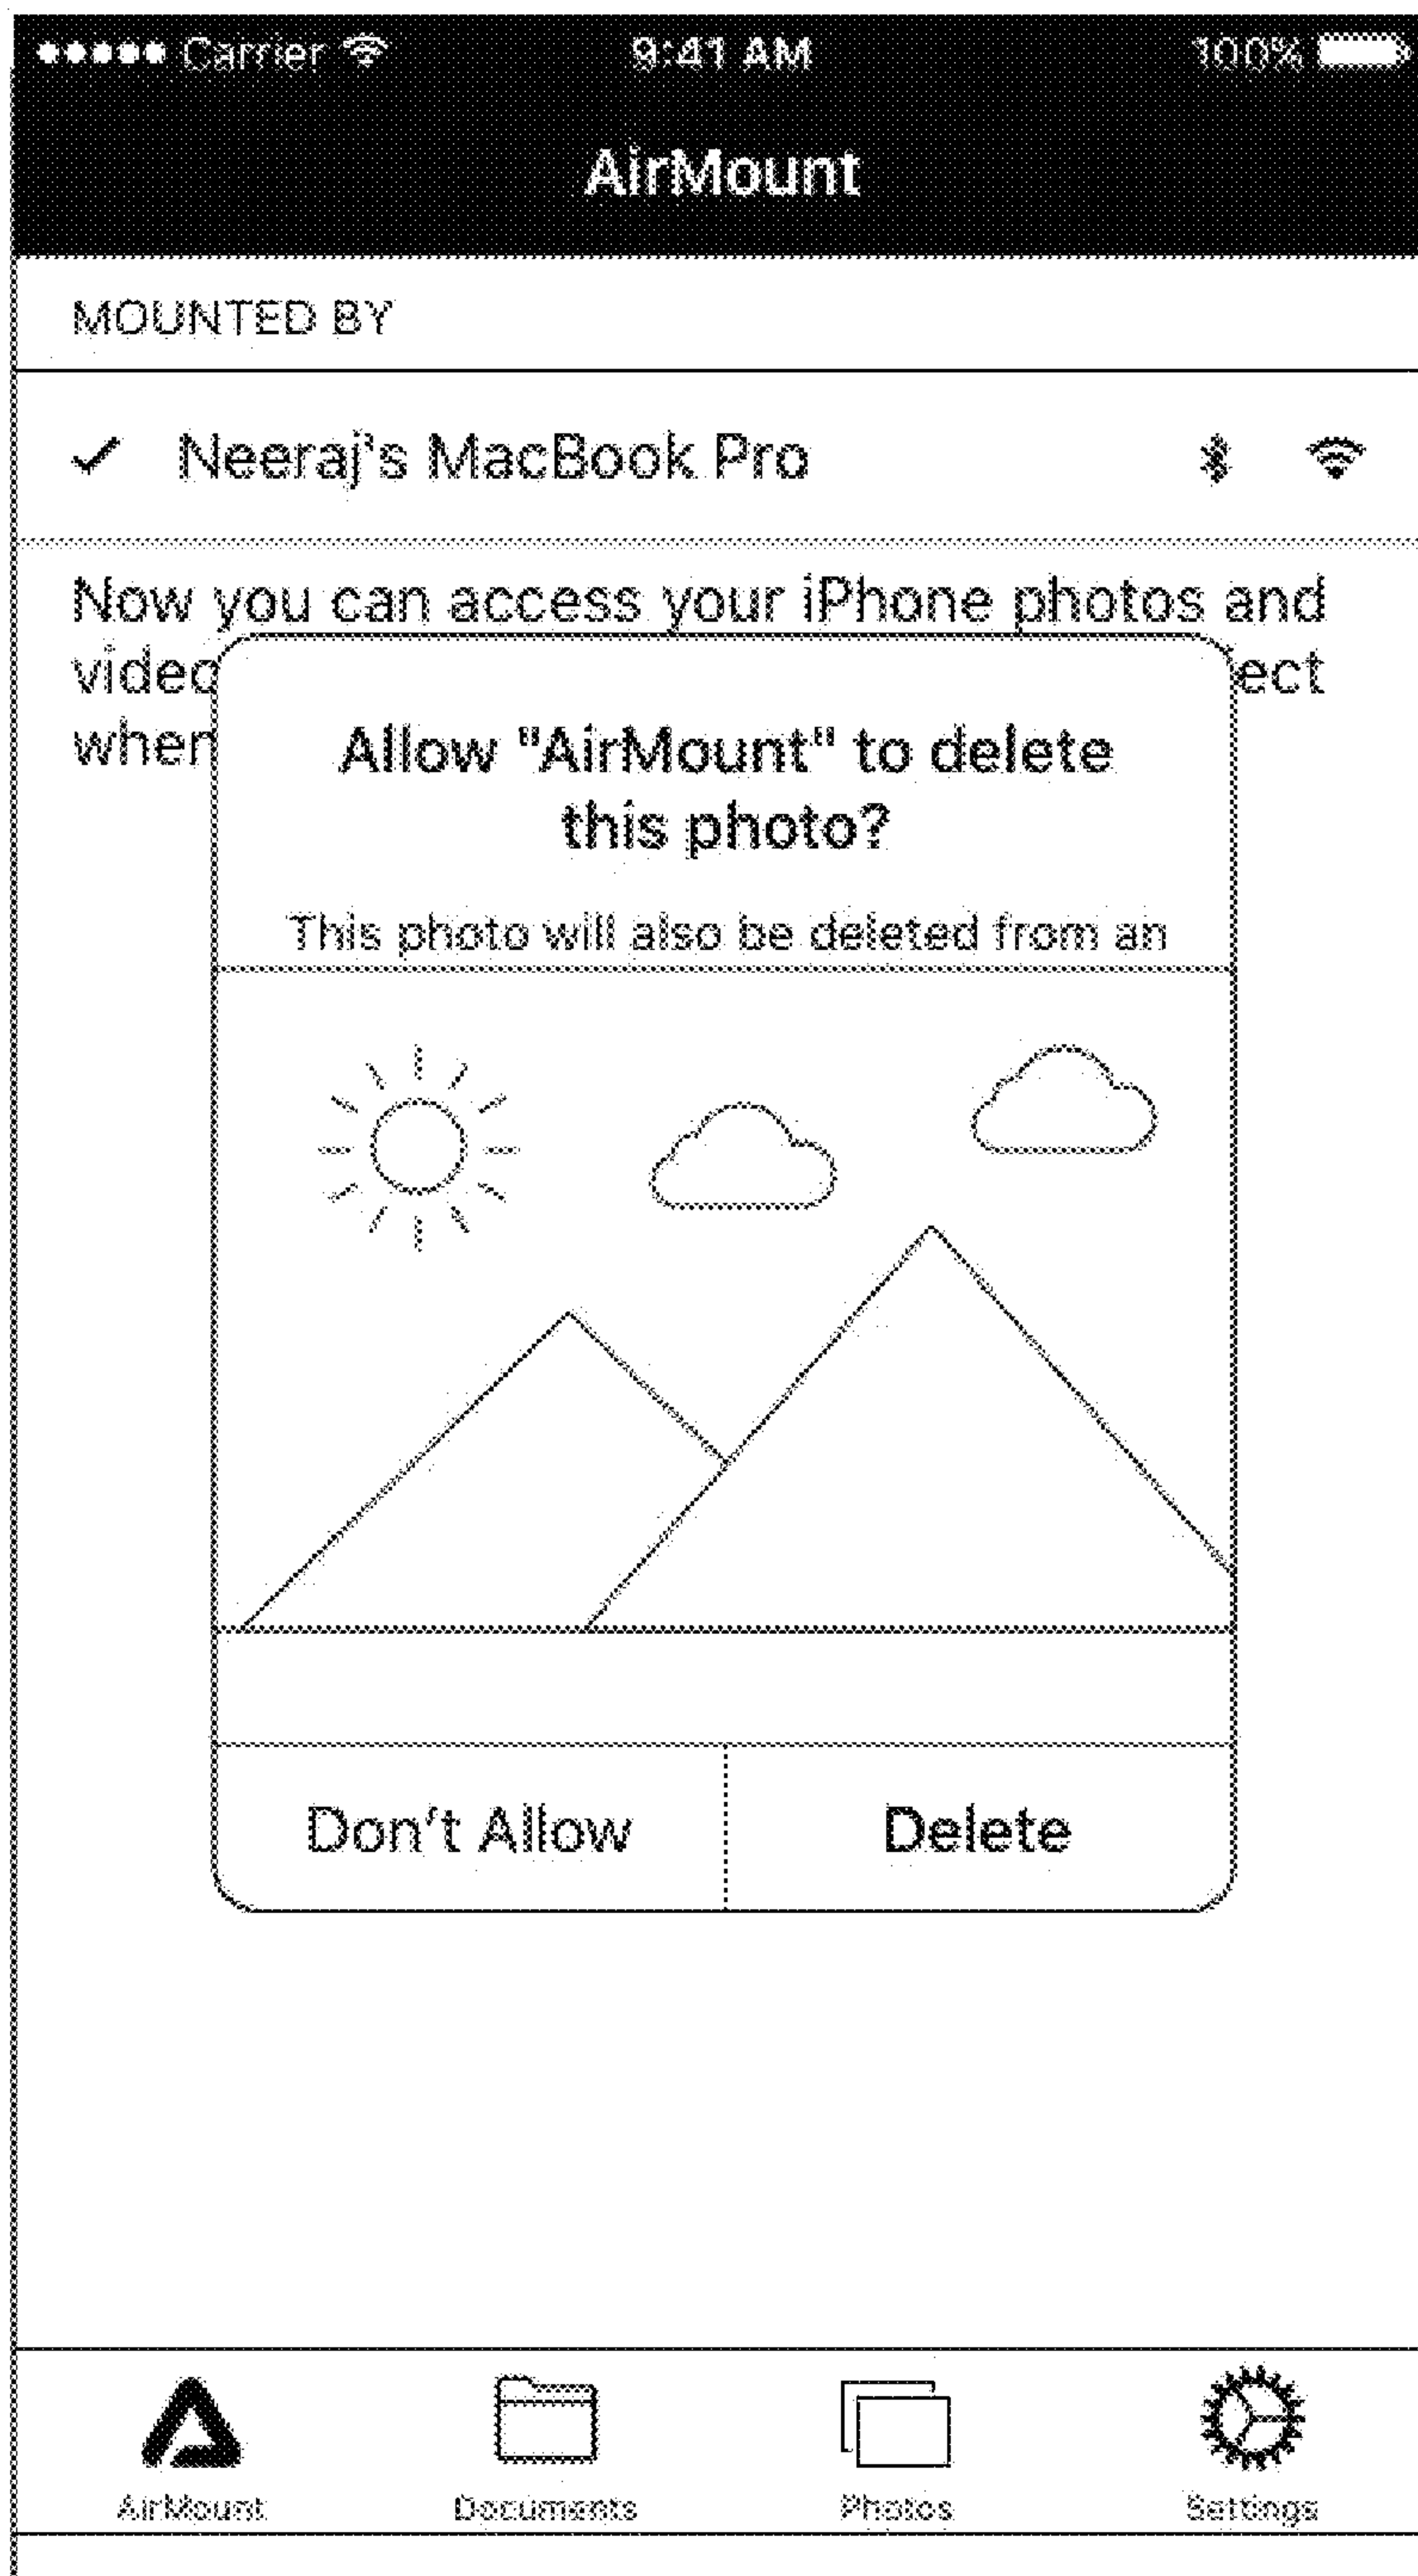 Carrier 9:41 AM 100%
AirMount
MOUNTED BY
Neeraj's MacBook Pro
Now you can access your iPhone photos and
videc ect
wher
Allow "AirMount" to delete
this photo?
This photo will also be deleted from an
Don't Allow Delete
AirMount Documents Photos Settings